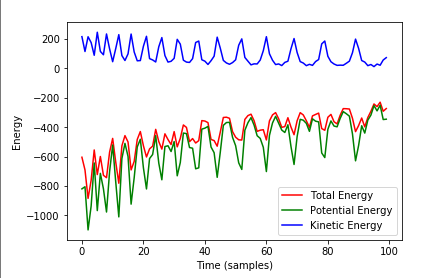 200
0
−200
−400
−600
−800
−1000
Energy
Total Energy
Potential Energy
Kinetic Energy
0 20 40 60 80 100
Time (samples)